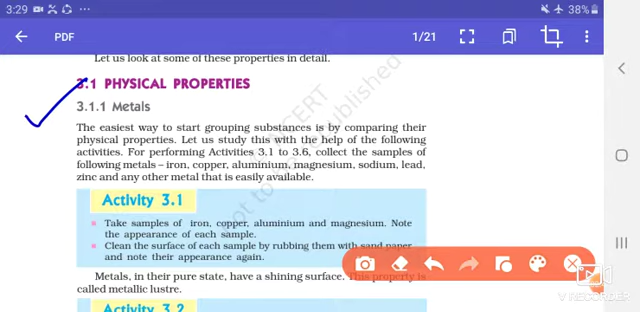 3:29
38%
PDF
1/21
Let us look at some of these properties in detail.
3.1 PHYSICAL PROPERTIES
3.1.1 Metals
The easiest way to start grouping substances is by comparing their
physical properties. Let us study this with the help of the following
activities. For performing Activities 3.1 to 3.6, collect the samples of
following metals – iron, copper, aluminium, magnesium, sodium, lead,
zinc and any other metal that is easily available.
Activity 3.1
Take samples of iron, copper, aluminium and magnesium. Note
the appearance of each sample.
Clean the surface of each sample by rubbing them with sand paper
and note their appearance again.
Metals, in their pure state, have a shining surface. This property is
called metallic lustre.
Activity 3.2
V RECORDER